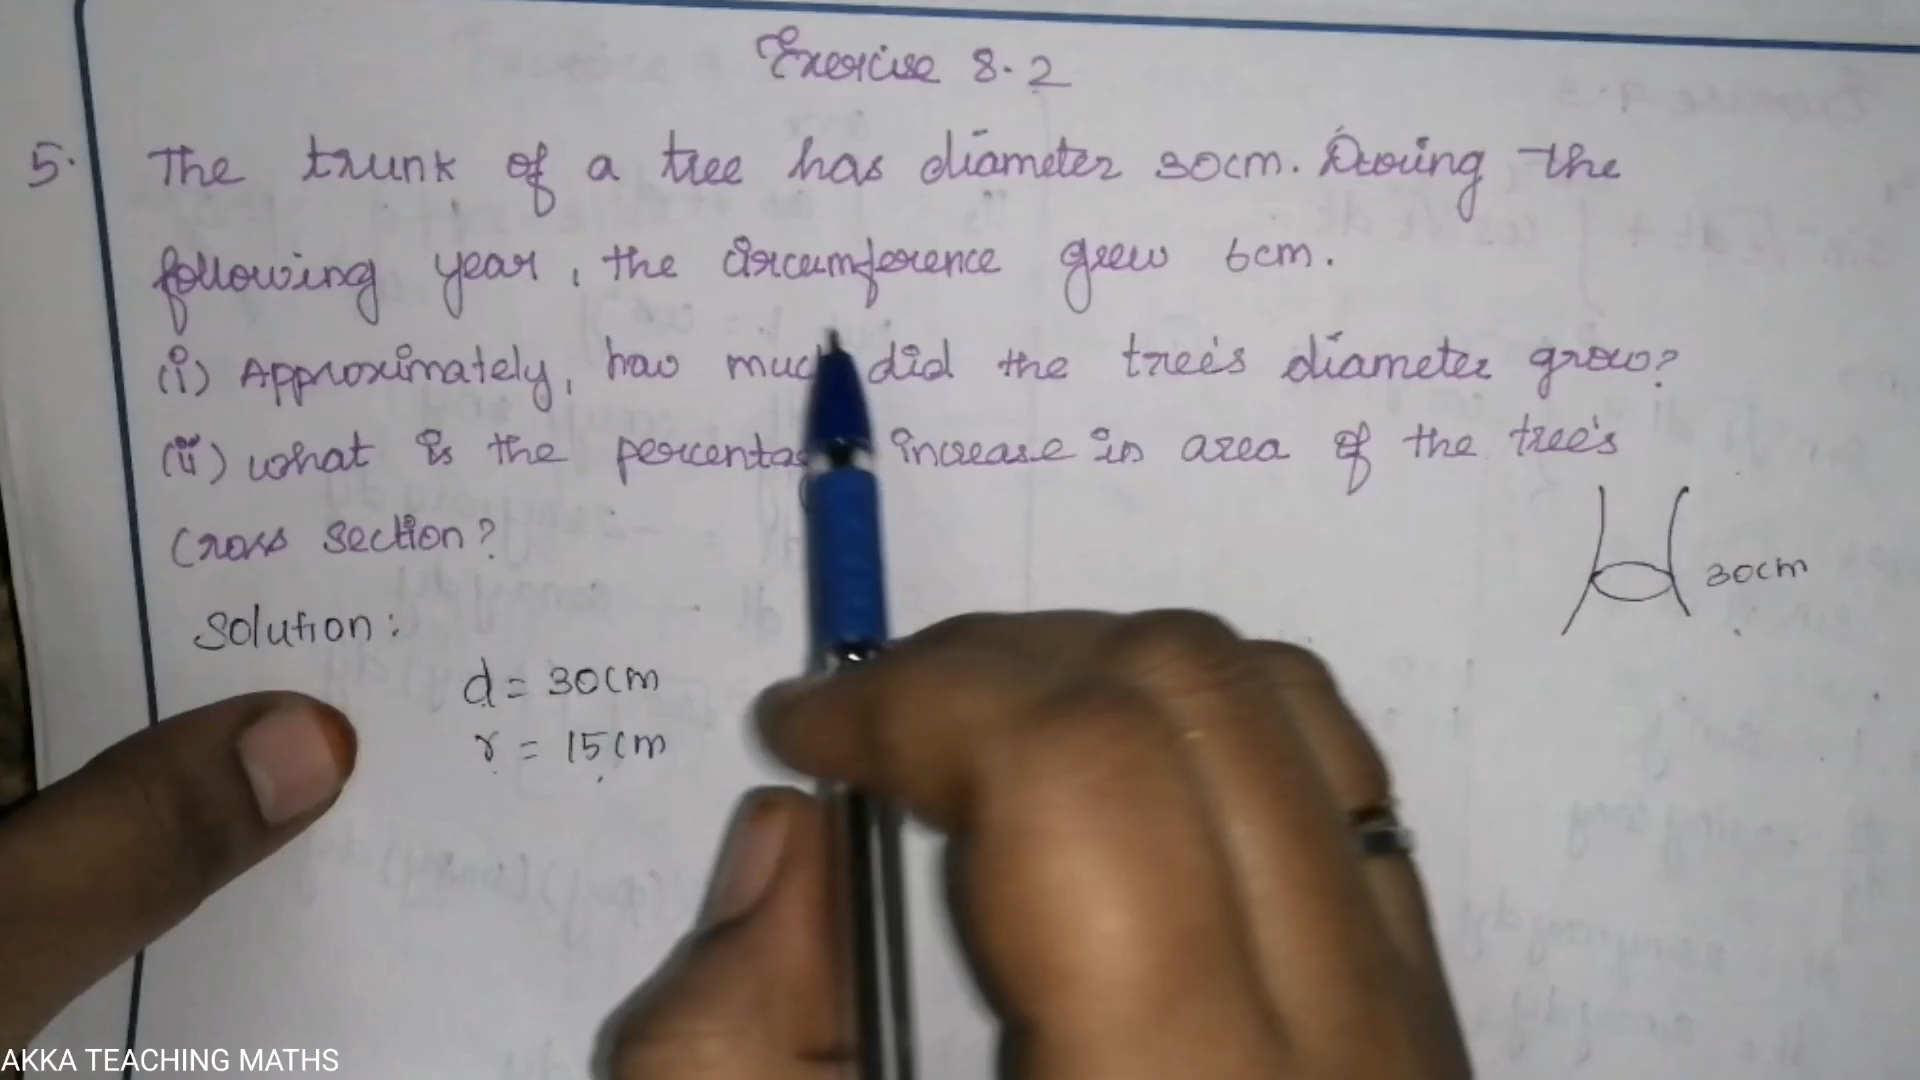 Exercise 8.2
5. The trunk of a tree has diameter 30cm. During the
following year, the circumference grew 6cm.
(i) Approximately, how much did the tree's diameter grow?
(ii) what is the increase in area of the tree's
cross section?
30cm
Solution:
d = 30cm
r = 15cm
AKKA TEACHING MATHS